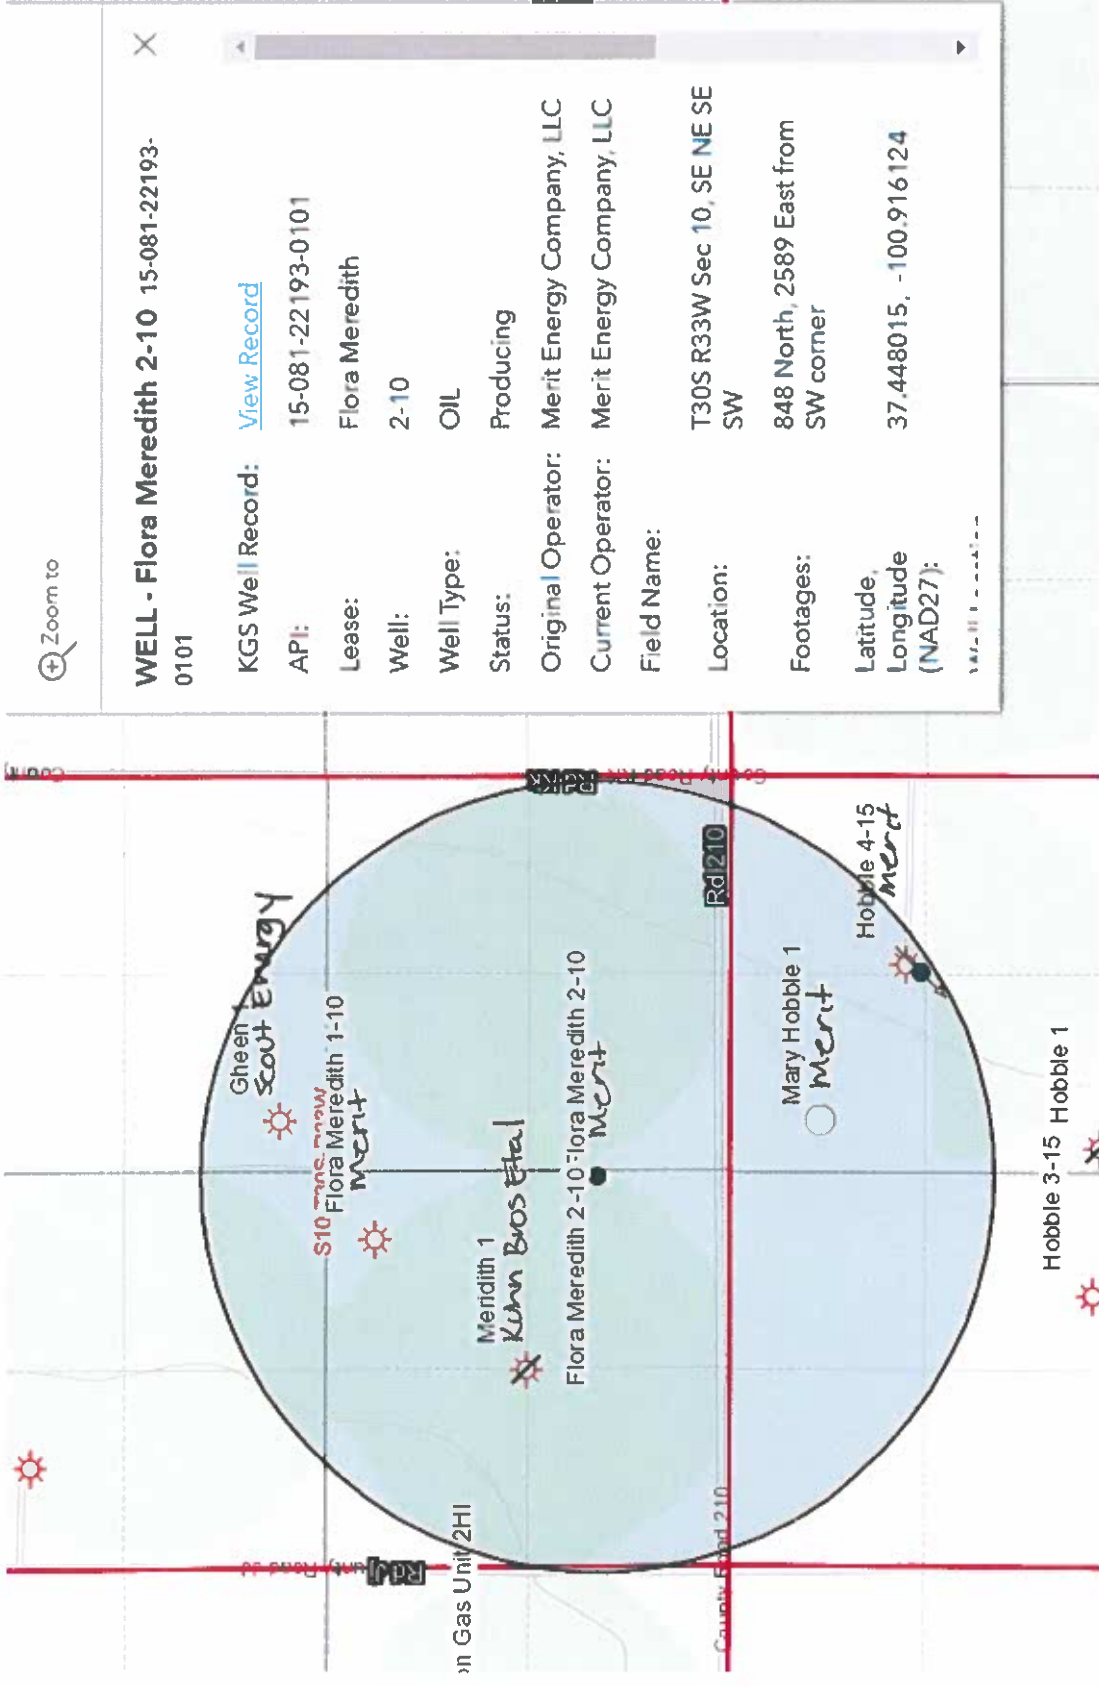 Zoom to
WELL - Flora Meredith 2-10 15-081-22193-
0101
KGS Well Record: View Record
API: 15-081-22193-0101
Lease: Flora Meredith
Well: 2-10
Well Type: OIL
Status: Producing
Original Operator: Merit Energy Company, LLC
Current Operator: Merit Energy Company, LLC
Field Name:
Location: T30S R33W Sec 10, SE NE SE
SW
Footages: 848 North, 2589 East from
SW corner
Latitude,
Longitude
(NAD27): 37.448015, -100.916124
Gheen
Scout Energy
S10
Flora Meredith 1-10
Merit
Meridith 1
Flora Meredith 2-10
lora Meredith 2-10
Merit
on Gas Unit 2HI
Rd 210
County Road 210
Mary Hobble 1
Merit
Hobble 4-15
Merit
Hobble 3-15
Hobble 1